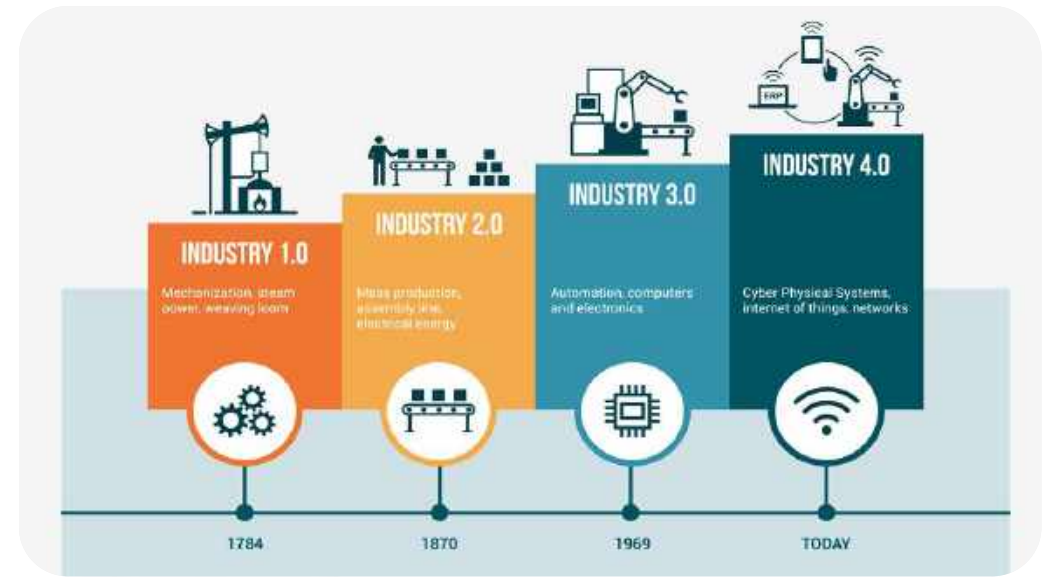 ERP
INDUSTRY 1.0
Mechanization, steam
power, weaving loom
INDUSTRY 2.0
Mass production,
assembly line,
electrical energy
INDUSTRY 3.0
Automation, computers
and electronics
INDUSTRY 4.0
Cyber Physical Systems,
internet of things, networks
1784
1870
1969
TODAY